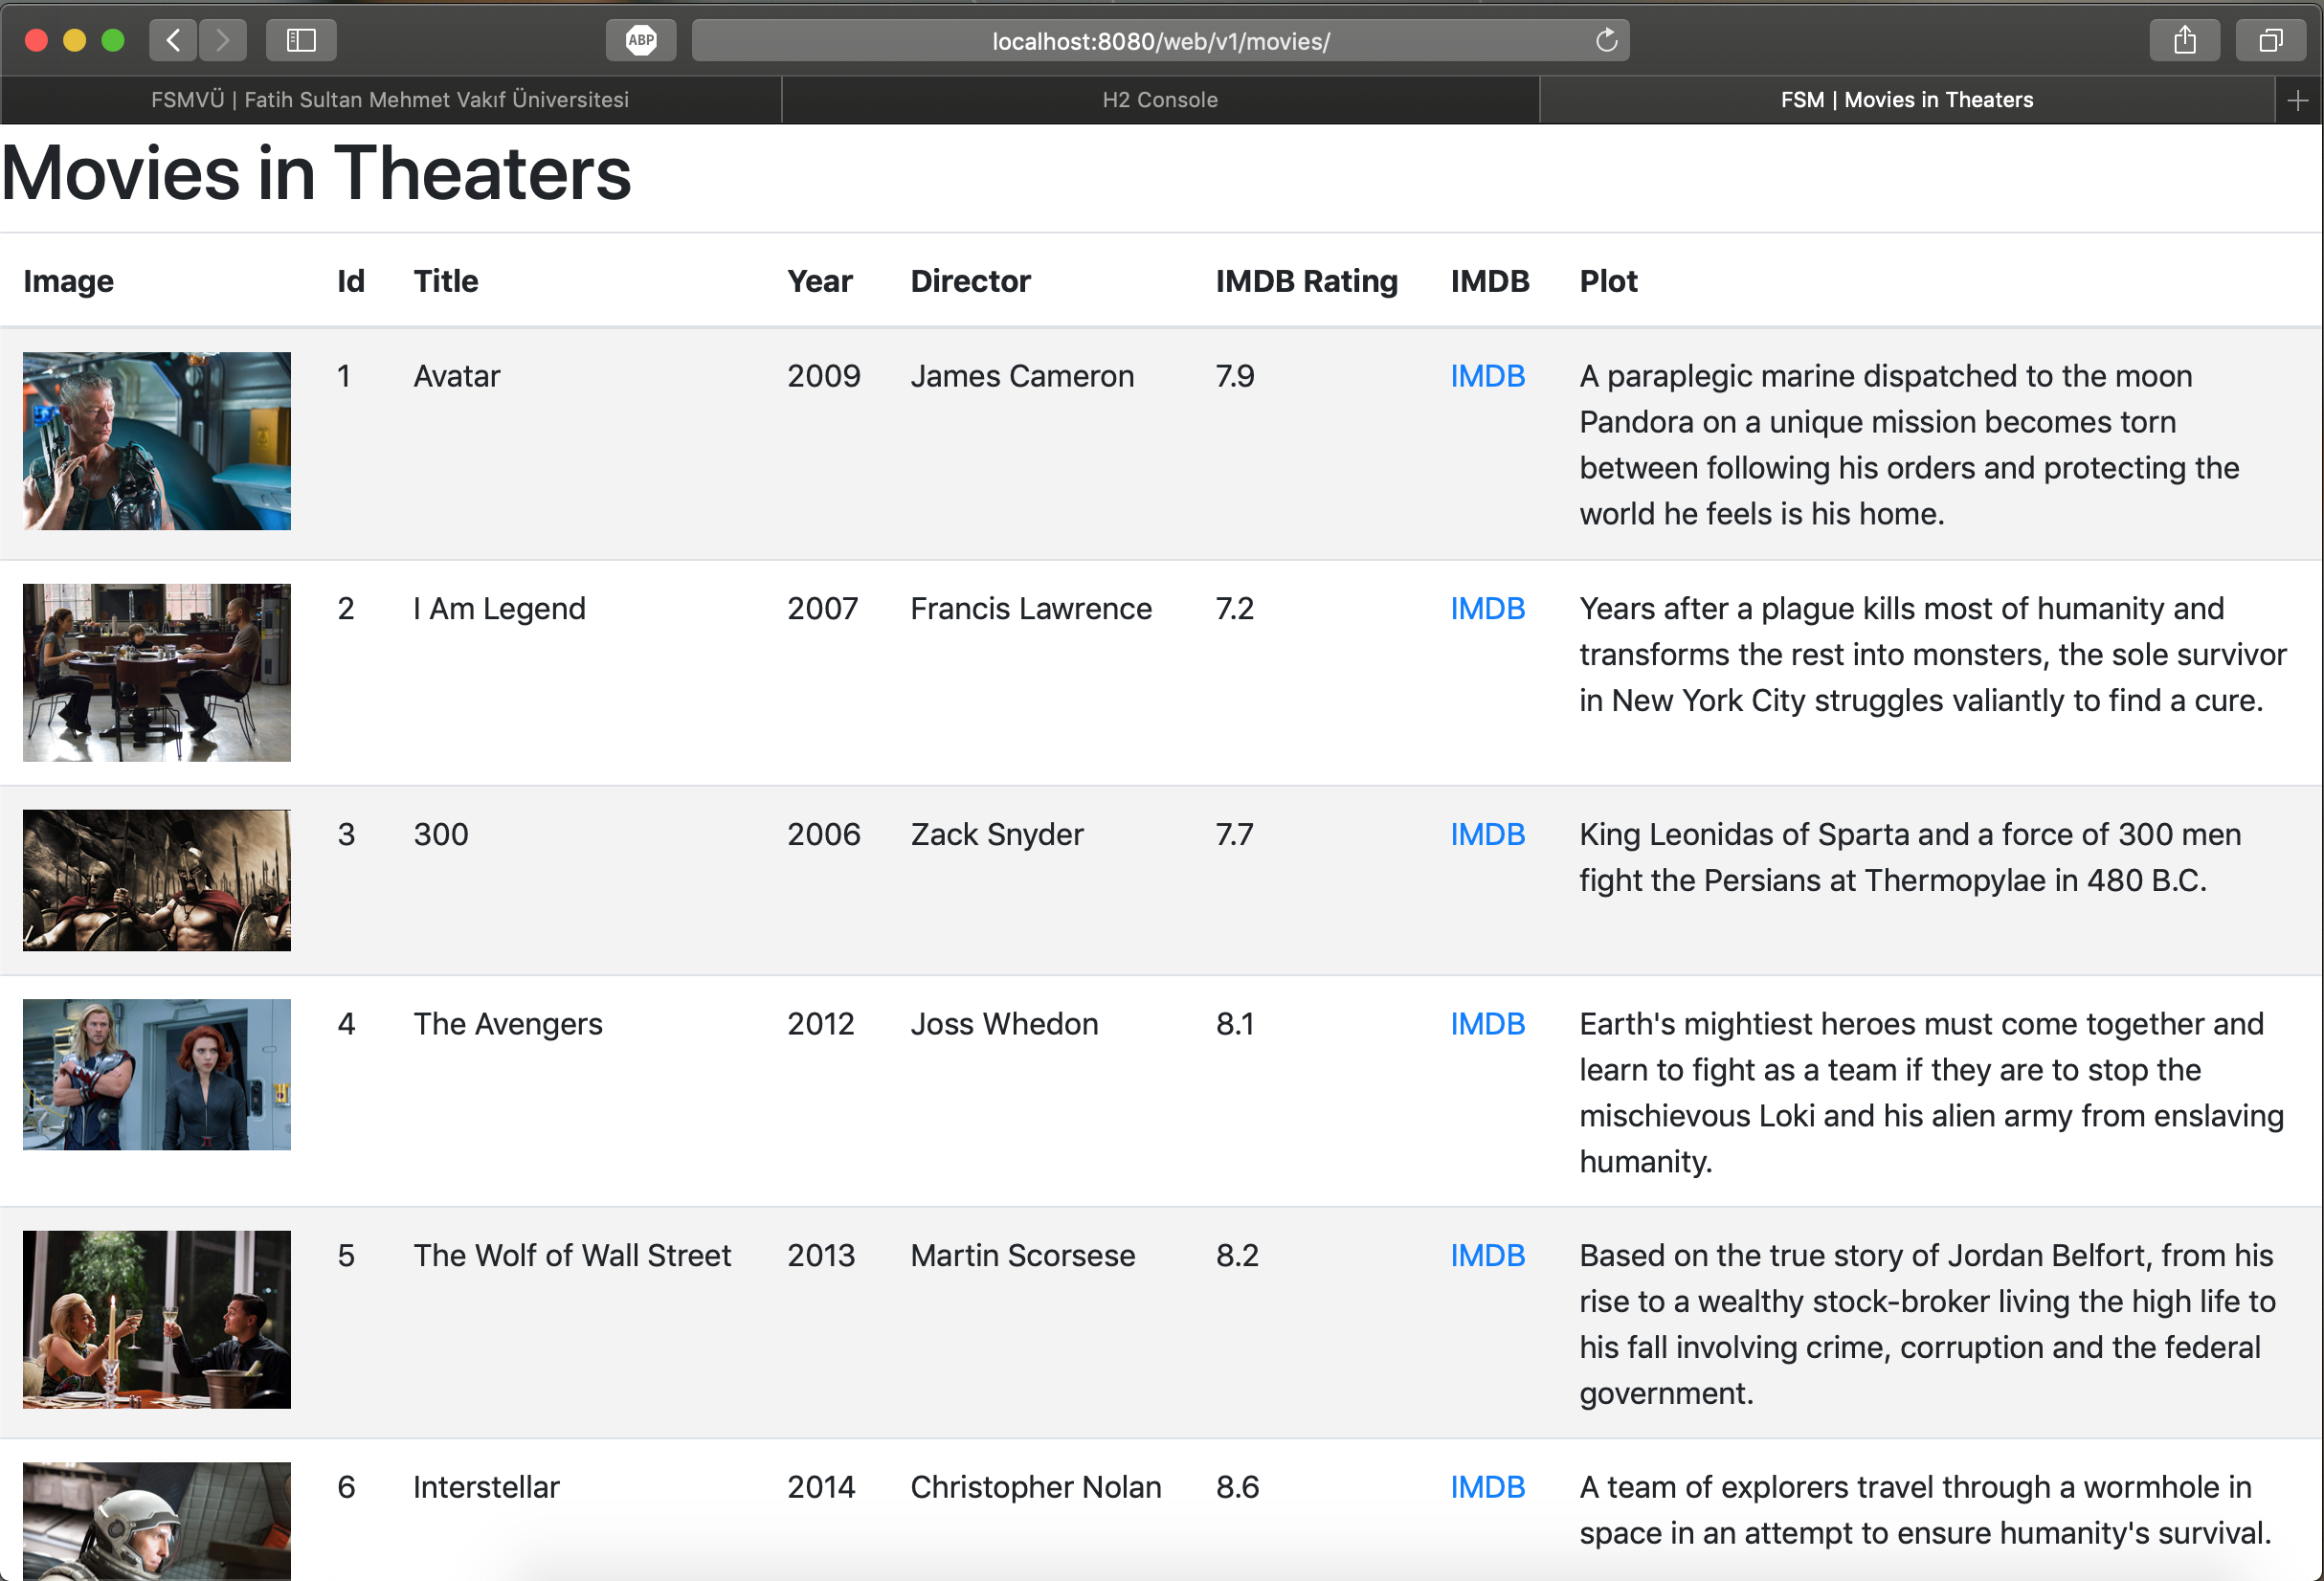 ABP
localhost:8080/web/v1/movies/
FSMVÜ | Fatih Sultan Mehmet Vakıf Üniversitesi
H2 Console
FSM | Movies in Theaters
Movies in Theaters
Image Id Title Year Director IMDB Rating IMDB Plot
1 Avatar 2009 James Cameron 7.9 IMDB A paraplegic marine dispatched to the moon
Pandora on a unique mission becomes torn
between following his orders and protecting the
world he feels is his home.
2 I Am Legend 2007 Francis Lawrence 7.2 IMDB Years after a plague kills most of humanity and
transforms the rest into monsters, the sole survivor
in New York City struggles valiantly to find a cure.
3 300 2006 Zack Snyder 7.7 IMDB King Leonidas of Sparta and a force of 300 men
fight the Persians at Thermopylae in 480 B.C.
4 The Avengers 2012 Joss Whedon 8.1 IMDB Earth's mightiest heroes must come together and
learn to fight as a team if they are to stop the
mischievous Loki and his alien army from enslaving
humanity.
5 The Wolf of Wall Street 2013 Martin Scorsese 8.2 IMDB Based on the true story of Jordan Belfort, from his
rise to a wealthy stock-broker living the high life to
his fall involving crime, corruption and the federal
government.
6 Interstellar 2014 Christopher Nolan 8.6 IMDB A team of explorers travel through a wormhole in
space in an attempt to ensure humanity's survival.